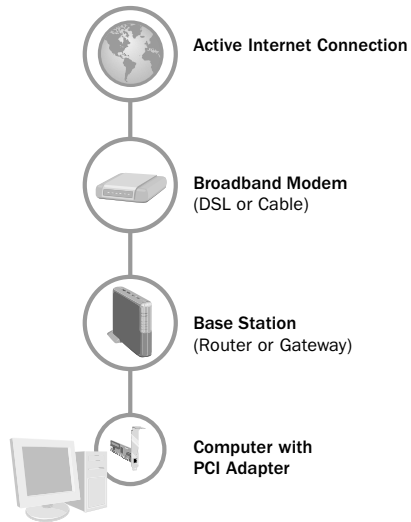 Active Internet Connection
Broadband Modem
(DSL or Cable)
Base Station
(Router or Gateway)
Computer with
PCI Adapter